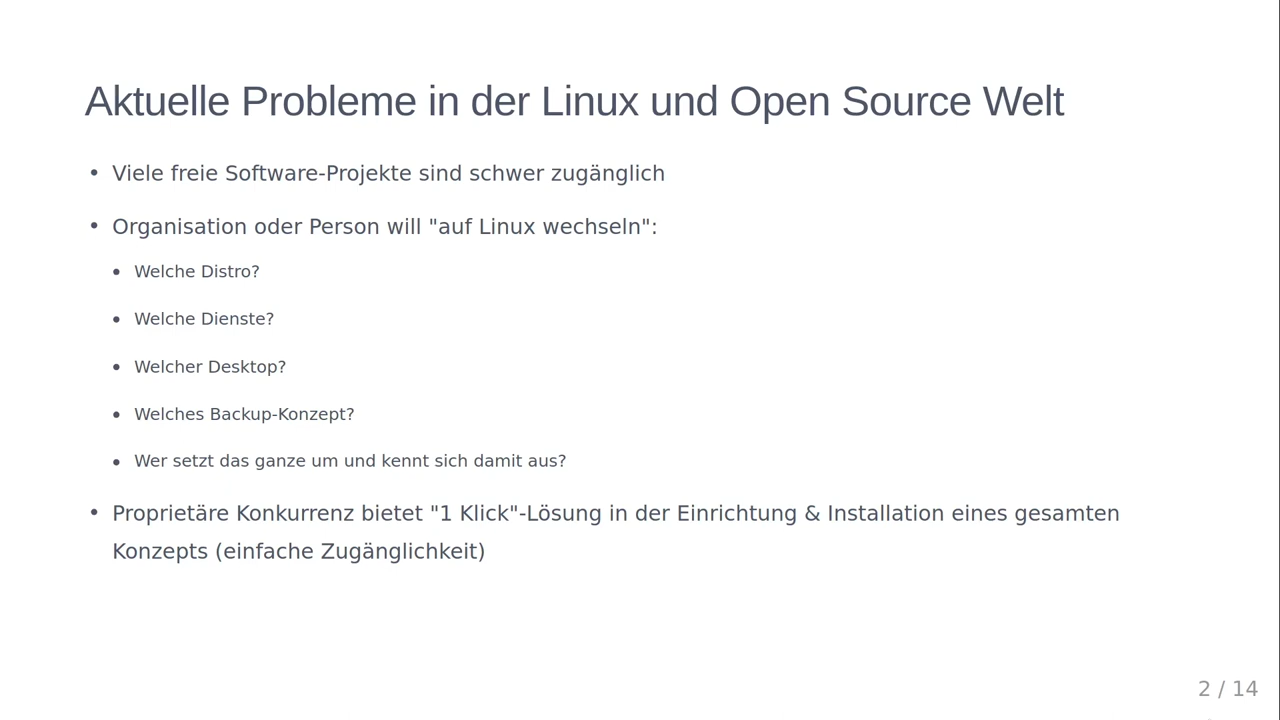 Aktuelle Probleme in der Linux und Open Source Welt
• Viele freie Software-Projekte sind schwer zugänglich
• Organisation oder Person will "auf Linux wechseln":
• Welche Distro?
• Welche Dienste?
• Welcher Desktop?
• Welches Backup-Konzept?
• Wer setzt das ganze um und kennt sich damit aus?
• Proprietäre Konkurrenz bietet "1 Klick"-Lösung in der Einrichtung & Installation eines gesamten
Konzepts (einfache Zugänglichkeit)
2 / 14